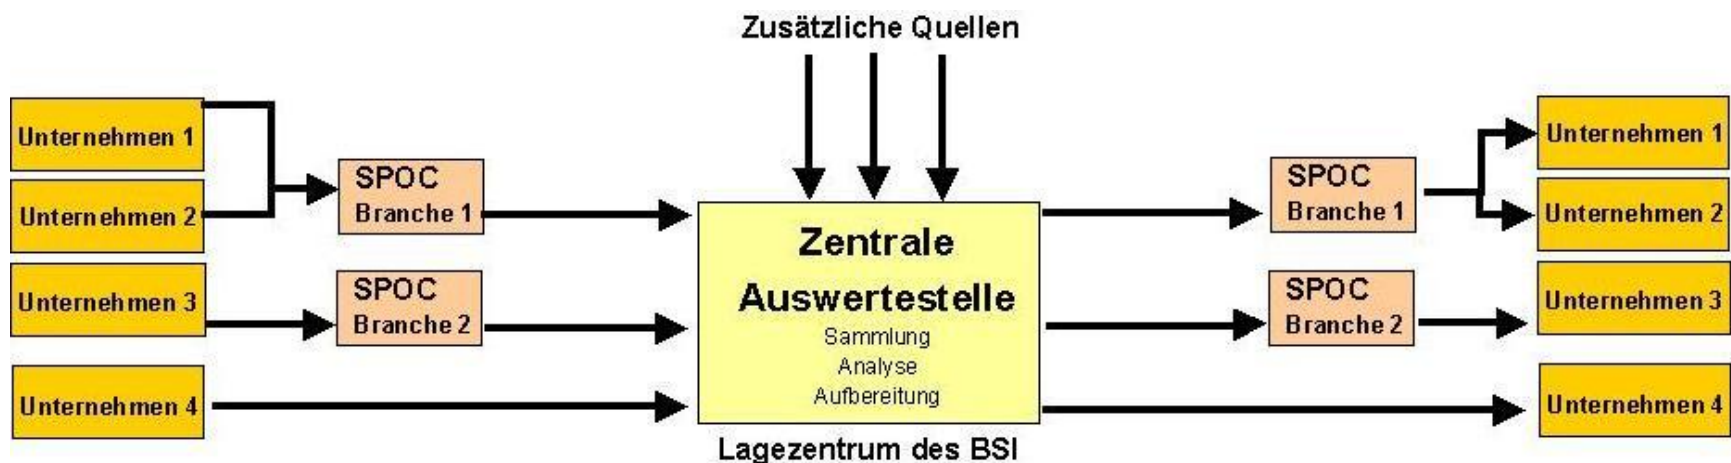 Zusätzliche Quellen
Unternehmen 1
Unternehmen 2
Unternehmen 3
Unternehmen 4
SPOC
Branche 1
SPOC
Branche 2
Zentrale
Auswertestelle
Sammlung
Analyse
Aufbereitung
Lagezentrum des BSI
SPOC
Branche 1
SPOC
Branche 2
Unternehmen 1
Unternehmen 2
Unternehmen 3
Unternehmen 4